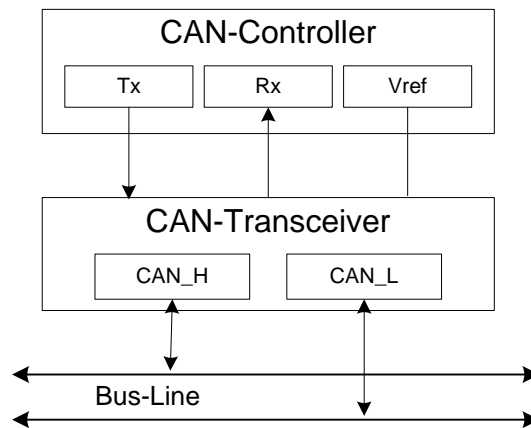 CAN-Controller
Tx Rx Vref
CAN-Transceiver
CAN_H CAN_L
Bus-Line